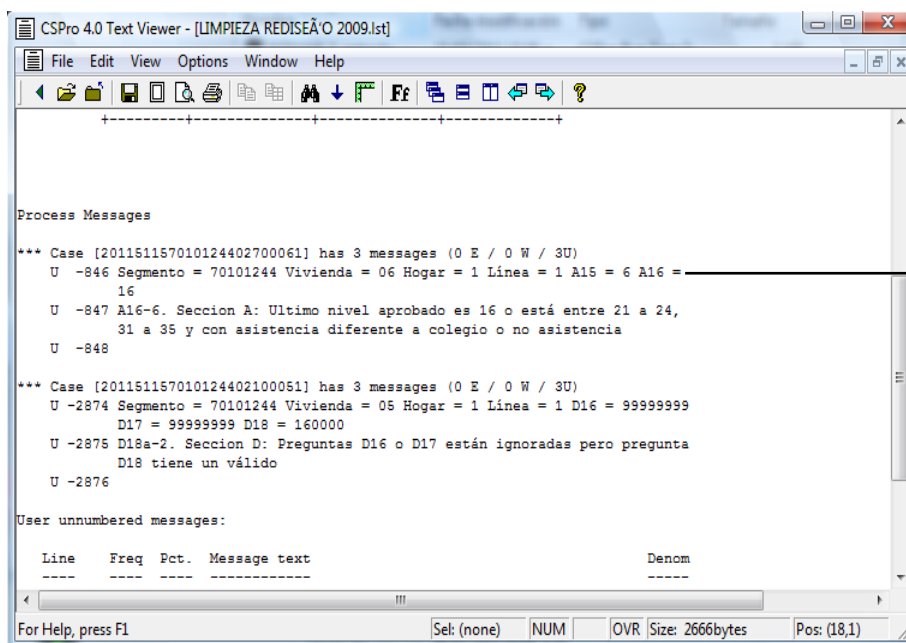 CSPro 4.0 Text Viewer - [LIMPIEZA REDISEÃ‘O 2009.lst]
File Edit View Options Window Help
+---------+--------------+--------------+-------------+
Process Messages
*** Case [201151157010124402700061] has 3 messages (0 E / 0 W / 3U)
U -846 Segmento = 70101244 Vivienda = 06 Hogar = 1 Línea = 1 A15 = 6 A16 =
16
U -847 A16-6. Seccion A: Ultimo nivel aprobado es 16 o está entre 21 a 24,
31 a 35 y con asistencia diferente a colegio o no asistencia
U -848
*** Case [201151157010124402100051] has 3 messages (0 E / 0 W / 3U)
U -2874 Segmento = 70101244 Vivienda = 05 Hogar = 1 Línea = 1 D16 = 99999999
D17 = 99999999 D18 = 160000
U -2875 D18a-2. Seccion D: Preguntas D16 o D17 están ignoradas pero pregunta
D18 tiene un válido
U -2876
User unnumbered messages:
Line Freq Pct. Message text Denom
---- ---- ---- ------------ -----
For Help, press F1 Sel: (none) NUM OVR Size: 2666bytes Pos: (18,1)